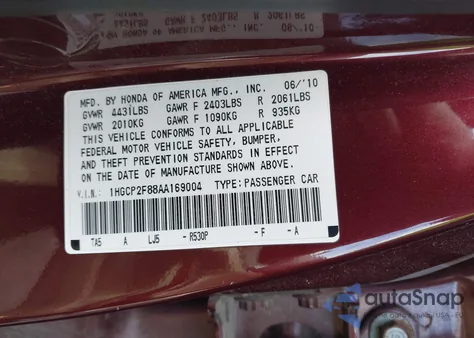 MFD. BY HONDA OF AMERICA MFG., INC. 06/'10
GVWR 4431LBS GAWR F 2403LBS R 2061LBS
GVWR 2010KG GAWR F 1090KG R 935KG
THIS VEHICLE CONFORMS TO ALL APPLICABLE
FEDERAL MOTOR VEHICLE SAFETY, BUMPER,
AND THEFT PREVENTION STANDARDS IN EFFECT
ON THE DATE OF MANUFACTURE SHOWN ABOVE.
V.I.N: 1HGCP2F88AA169004 TYPE: PASSENGER CAR
TA5 A LJ5 - R530P - F - A
autoSnap